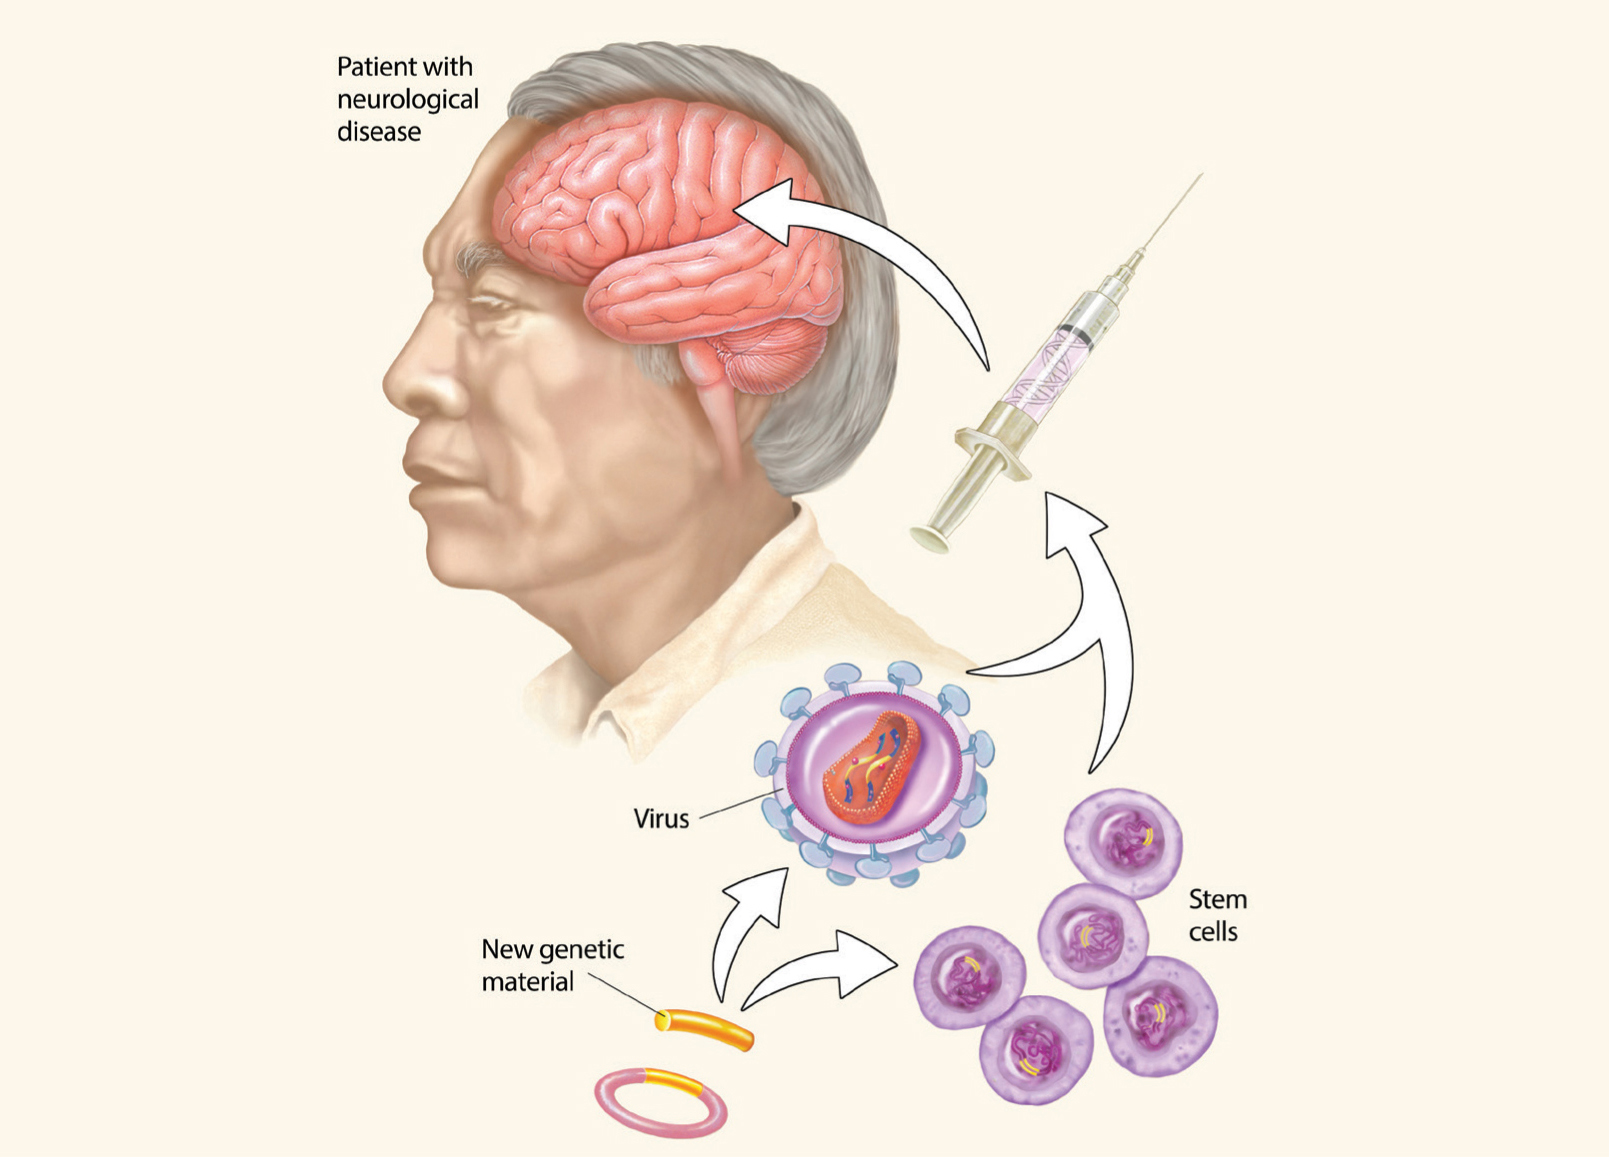 Patient with
neurological
disease
Virus
Stem
cells
New genetic
material